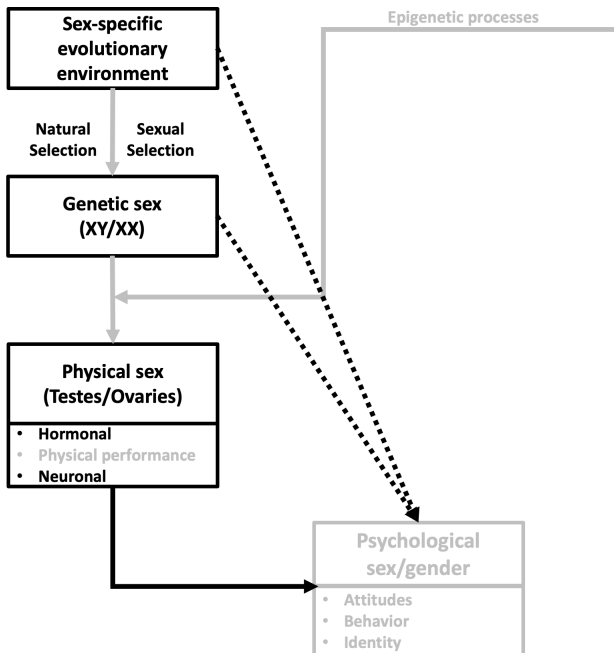 Epigenetic processes
Sex-specific
evolutionary
environment
Natural
Selection
Sexual
Selection
Genetic sex
(XY/XX)
Physical sex
(Testes/Ovaries)
• Hormonal
• Physical performance
• Neuronal
Psychological
sex/gender
• Attitudes
• Behavior
• Identity